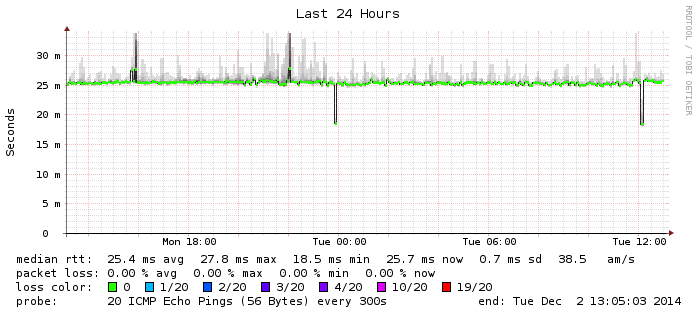 Last 24 Hours
RRDTOOL / TOBI OETIKER
Seconds
30 m
25 m
20 m
15 m
10 m
5 m
0
Mon 18:00 Tue 00:00 Tue 06:00 Tue 12:00
median rtt: 25.4 ms avg 27.8 ms max 18.5 ms min 25.7 ms now 0.7 ms sd 38.5 am/s
packet loss: 0.00 % avg 0.00 % max 0.00 % min 0.00 % now
loss color: 0 1/20 2/20 3/20 4/20 10/20 19/20
probe: 20 ICMP Echo Pings (56 Bytes) every 300s end: Tue Dec 2 13:05:03 2014